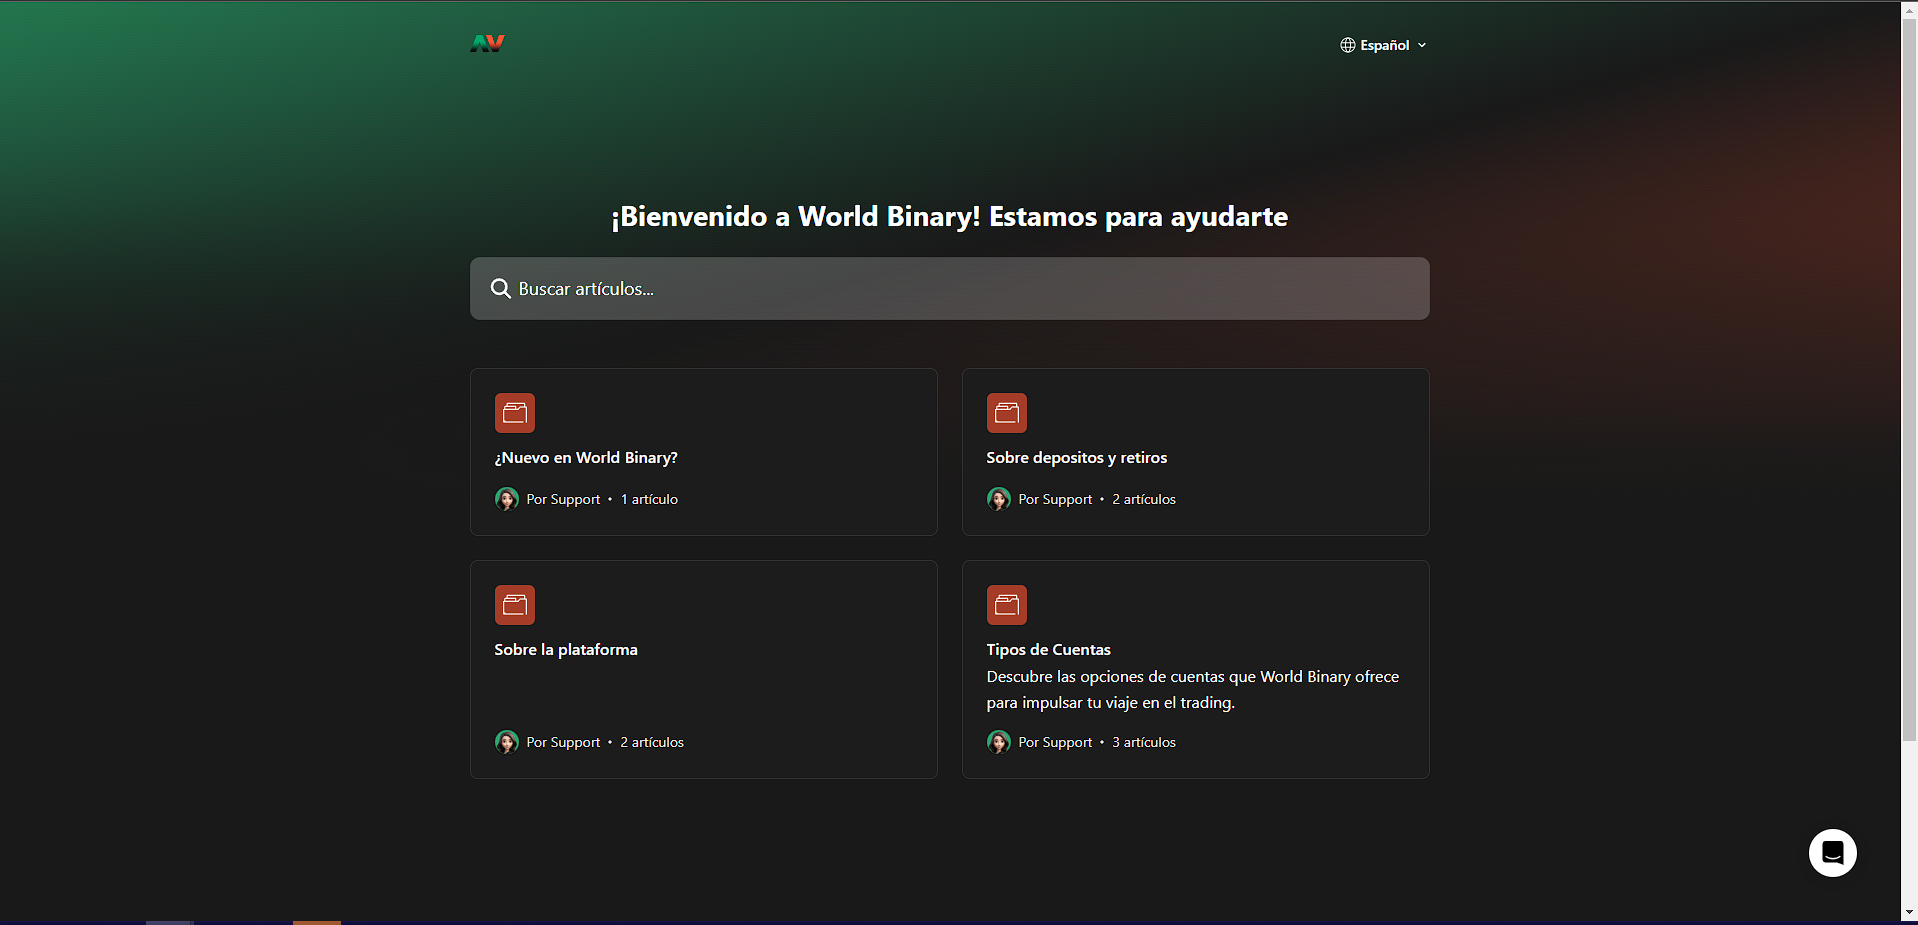 AV
Español
¡Bienvenido a World Binary! Estamos para ayudarte
Buscar artículos...
¿Nuevo en World Binary?
Por Support • 1 artículo
Sobre depositos y retiros
Por Support • 2 artículos
Sobre la plataforma
Por Support • 2 artículos
Tipos de Cuentas
Descubre las opciones de cuentas que World Binary ofrece
para impulsar tu viaje en el trading.
Por Support • 3 artículos